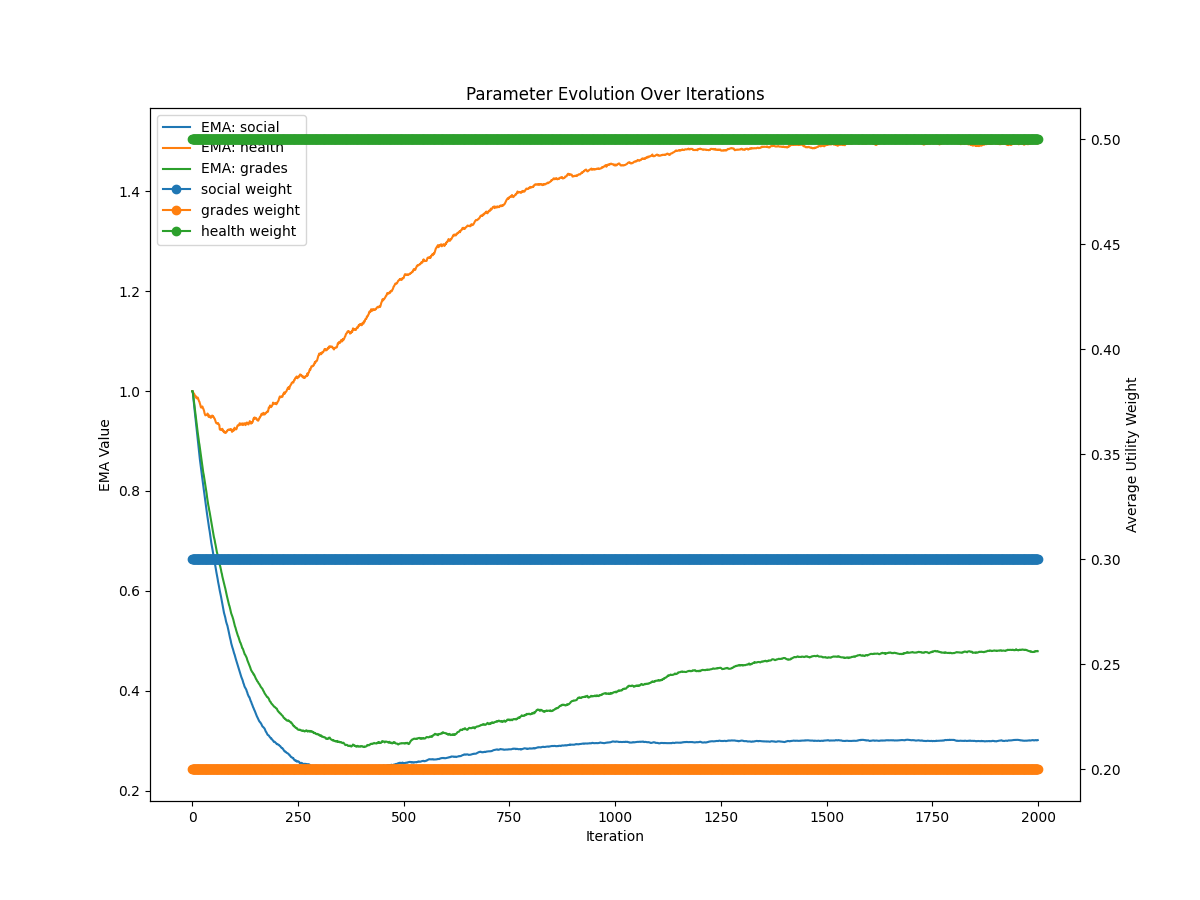 Parameter Evolution Over Iterations
EMA: social
EMA: health
EMA: grades
social weight
grades weight
health weight
1.4
1.2
1.0
0.8
0.6
0.4
0.2
EMA Value
0.50
0.45
0.40
0.35
0.30
0.25
0.20
Average Utility Weight
0 250 500 750 1000 1250 1500 1750 2000
Iteration